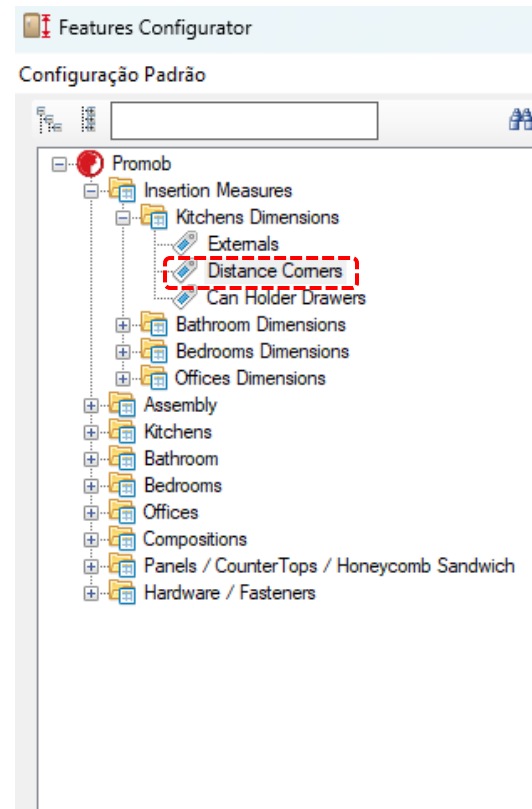 Features Configurator
Configuração Padrão
Promob
Insertion Measures
Kitchens Dimensions
Externals
Distance Corners
Can Holder Drawers
Bathroom Dimensions
Bedrooms Dimensions
Offices Dimensions
Assembly
Kitchens
Bathroom
Bedrooms
Offices
Compositions
Panels / CounterTops / Honeycomb Sandwich
Hardware / Fasteners